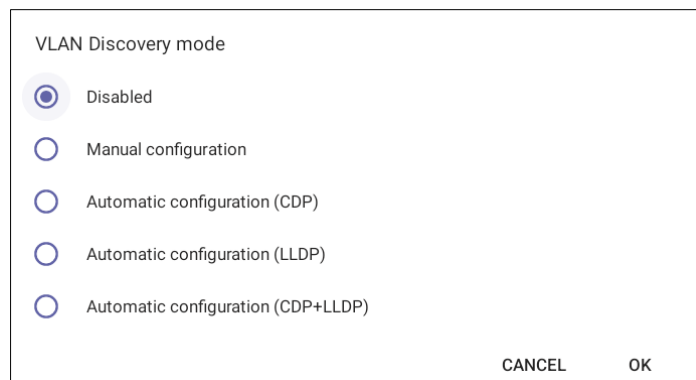 VLAN Discovery mode
Disabled
Manual configuration
Automatic configuration (CDP)
Automatic configuration (LLDP)
Automatic configuration (CDP+LLDP)
CANCEL OK